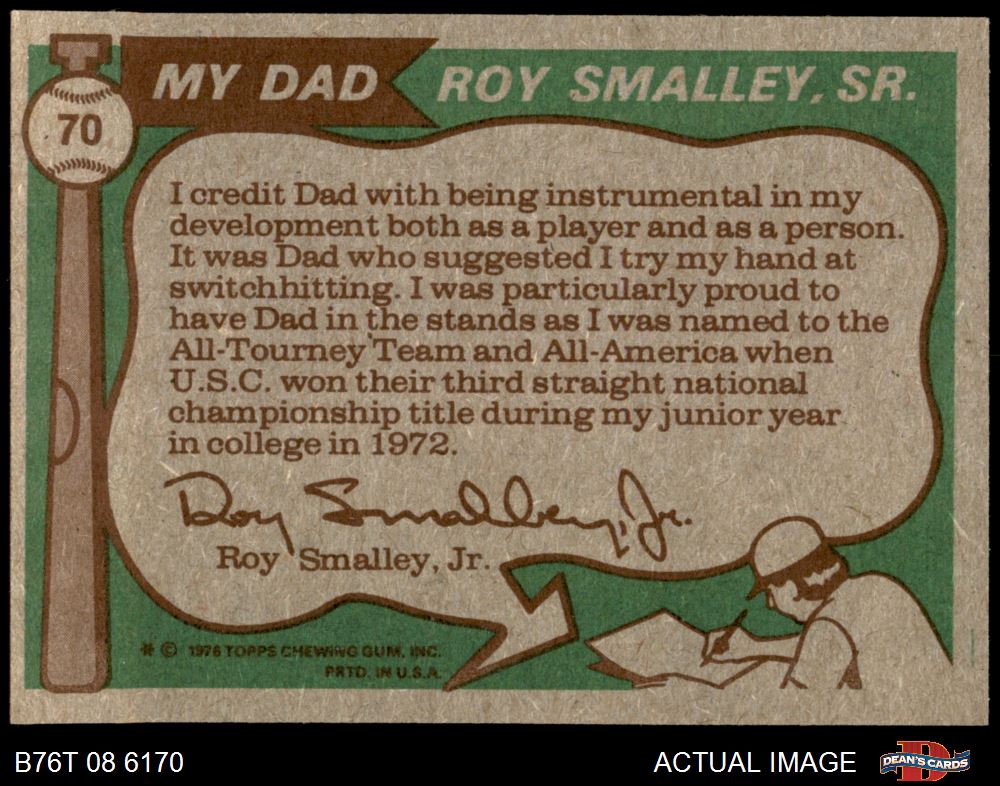 MY DAD ROY SMALLEY, SR.
70
I credit Dad with being instrumental in my
development both as a player and as a person.
It was Dad who suggested I try my hand at
switchhitting. I was particularly proud to
have Dad in the stands as I was named to the
All-Tourney Team and All-America when
U.S.C. won their third straight national
championship title during my junior year
in college in 1972.
Roy Smalley, Jr.
Roy Smalley, Jr.
* © 1976 TOPPS CHEWING GUM, INC.
PRTD. IN U.S.A.
B76T 08 6170 ACTUAL IMAGE DEAN'S CARDS